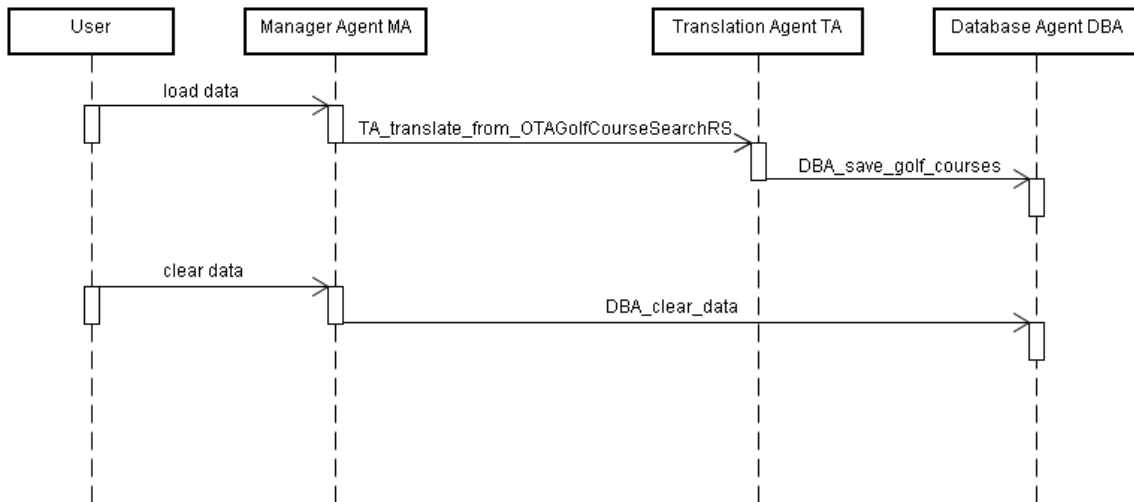 User
Manager Agent MA
Translation Agent TA
Database Agent DBA
load data
TA_translate_from_OTAGolfCourseSearchRS
DBA_save_golf_courses
clear data
DBA_clear_data